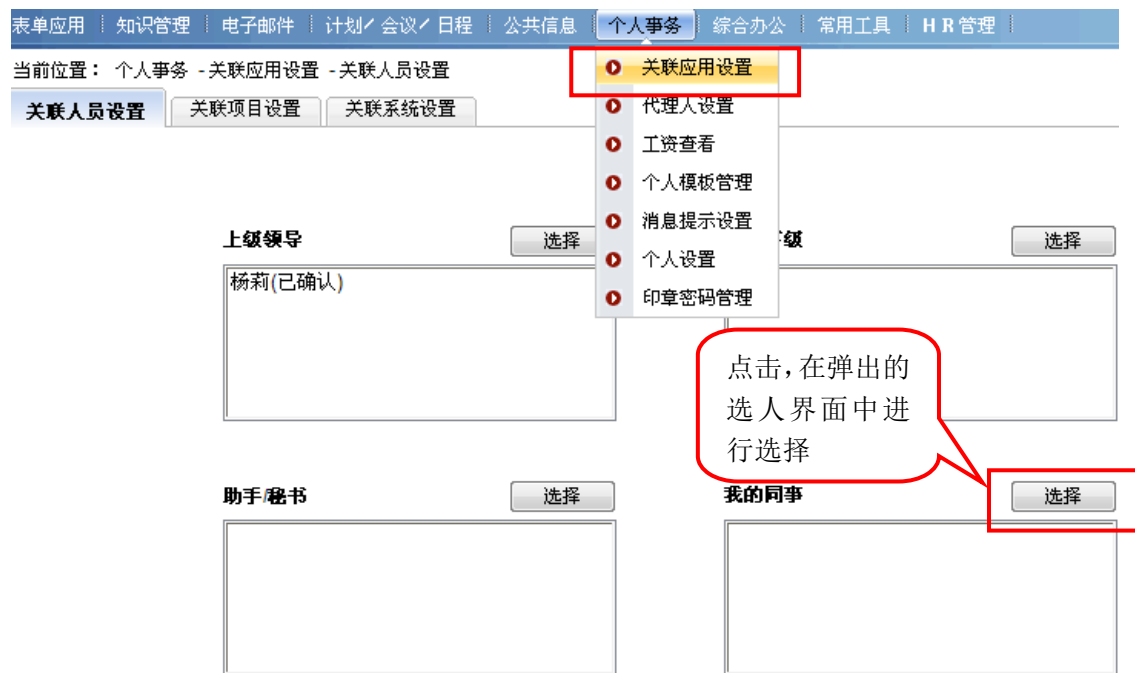 表单应用 知识管理 电子邮件 计划/会议/日程 公共信息 个人事务 综合办公 常用工具 HR管理
当前位置： 个人事务 -关联应用设置 -关联人员设置
关联人员设置 关联项目设置 关联系统设置
关联应用设置
代理人设置
工资查看
个人模板管理
消息提示设置
个人设置
印章密码管理
上级领导 选择
级 选择
杨莉(已确认)
点击，在弹出的
选人界面中进
行选择
助手/秘书 选择
我的同事 选择